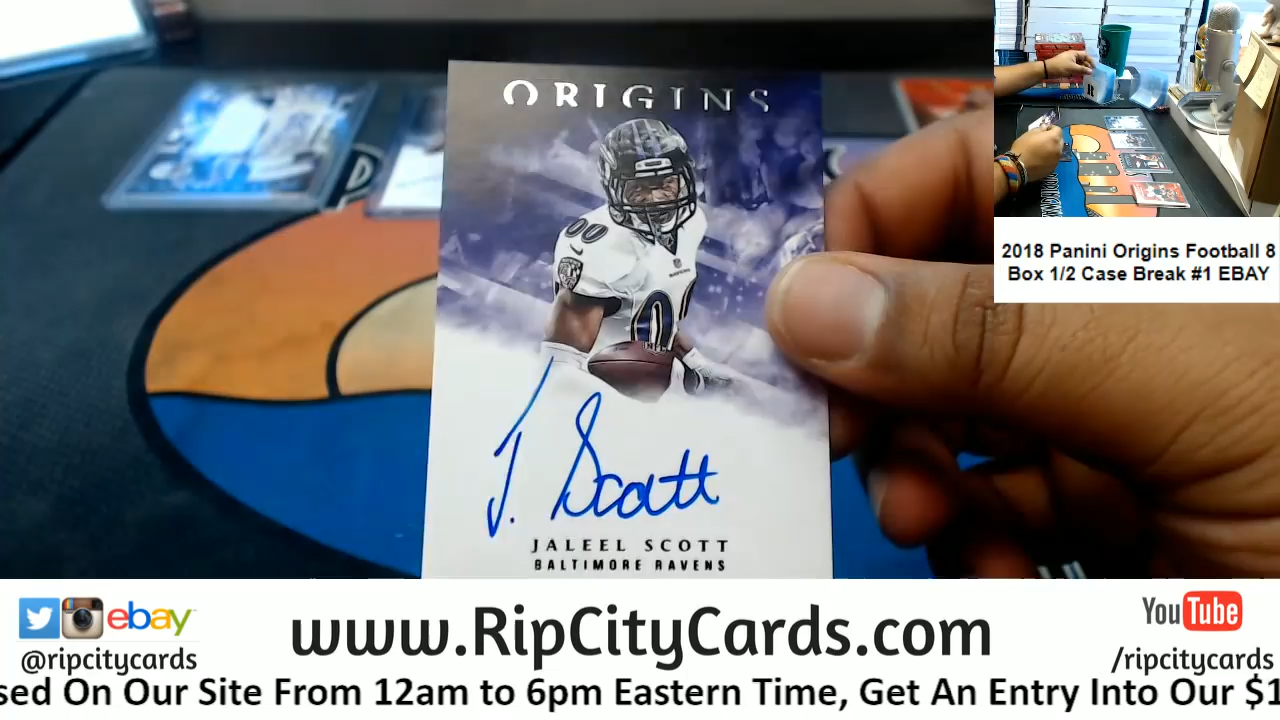 ORIGINS
00
J. Scott
JALEEL SCOTT
BALTIMORE RAVENS
2018 Panini Origins Football 8
Box 1/2 Case Break #1 EBAY
ebay
@ripcitycards
www.RipCityCards.com
YouTube
/ripcitycards
sed On Our Site From 12am to 6pm Eastern Time, Get An Entry Into Our $1